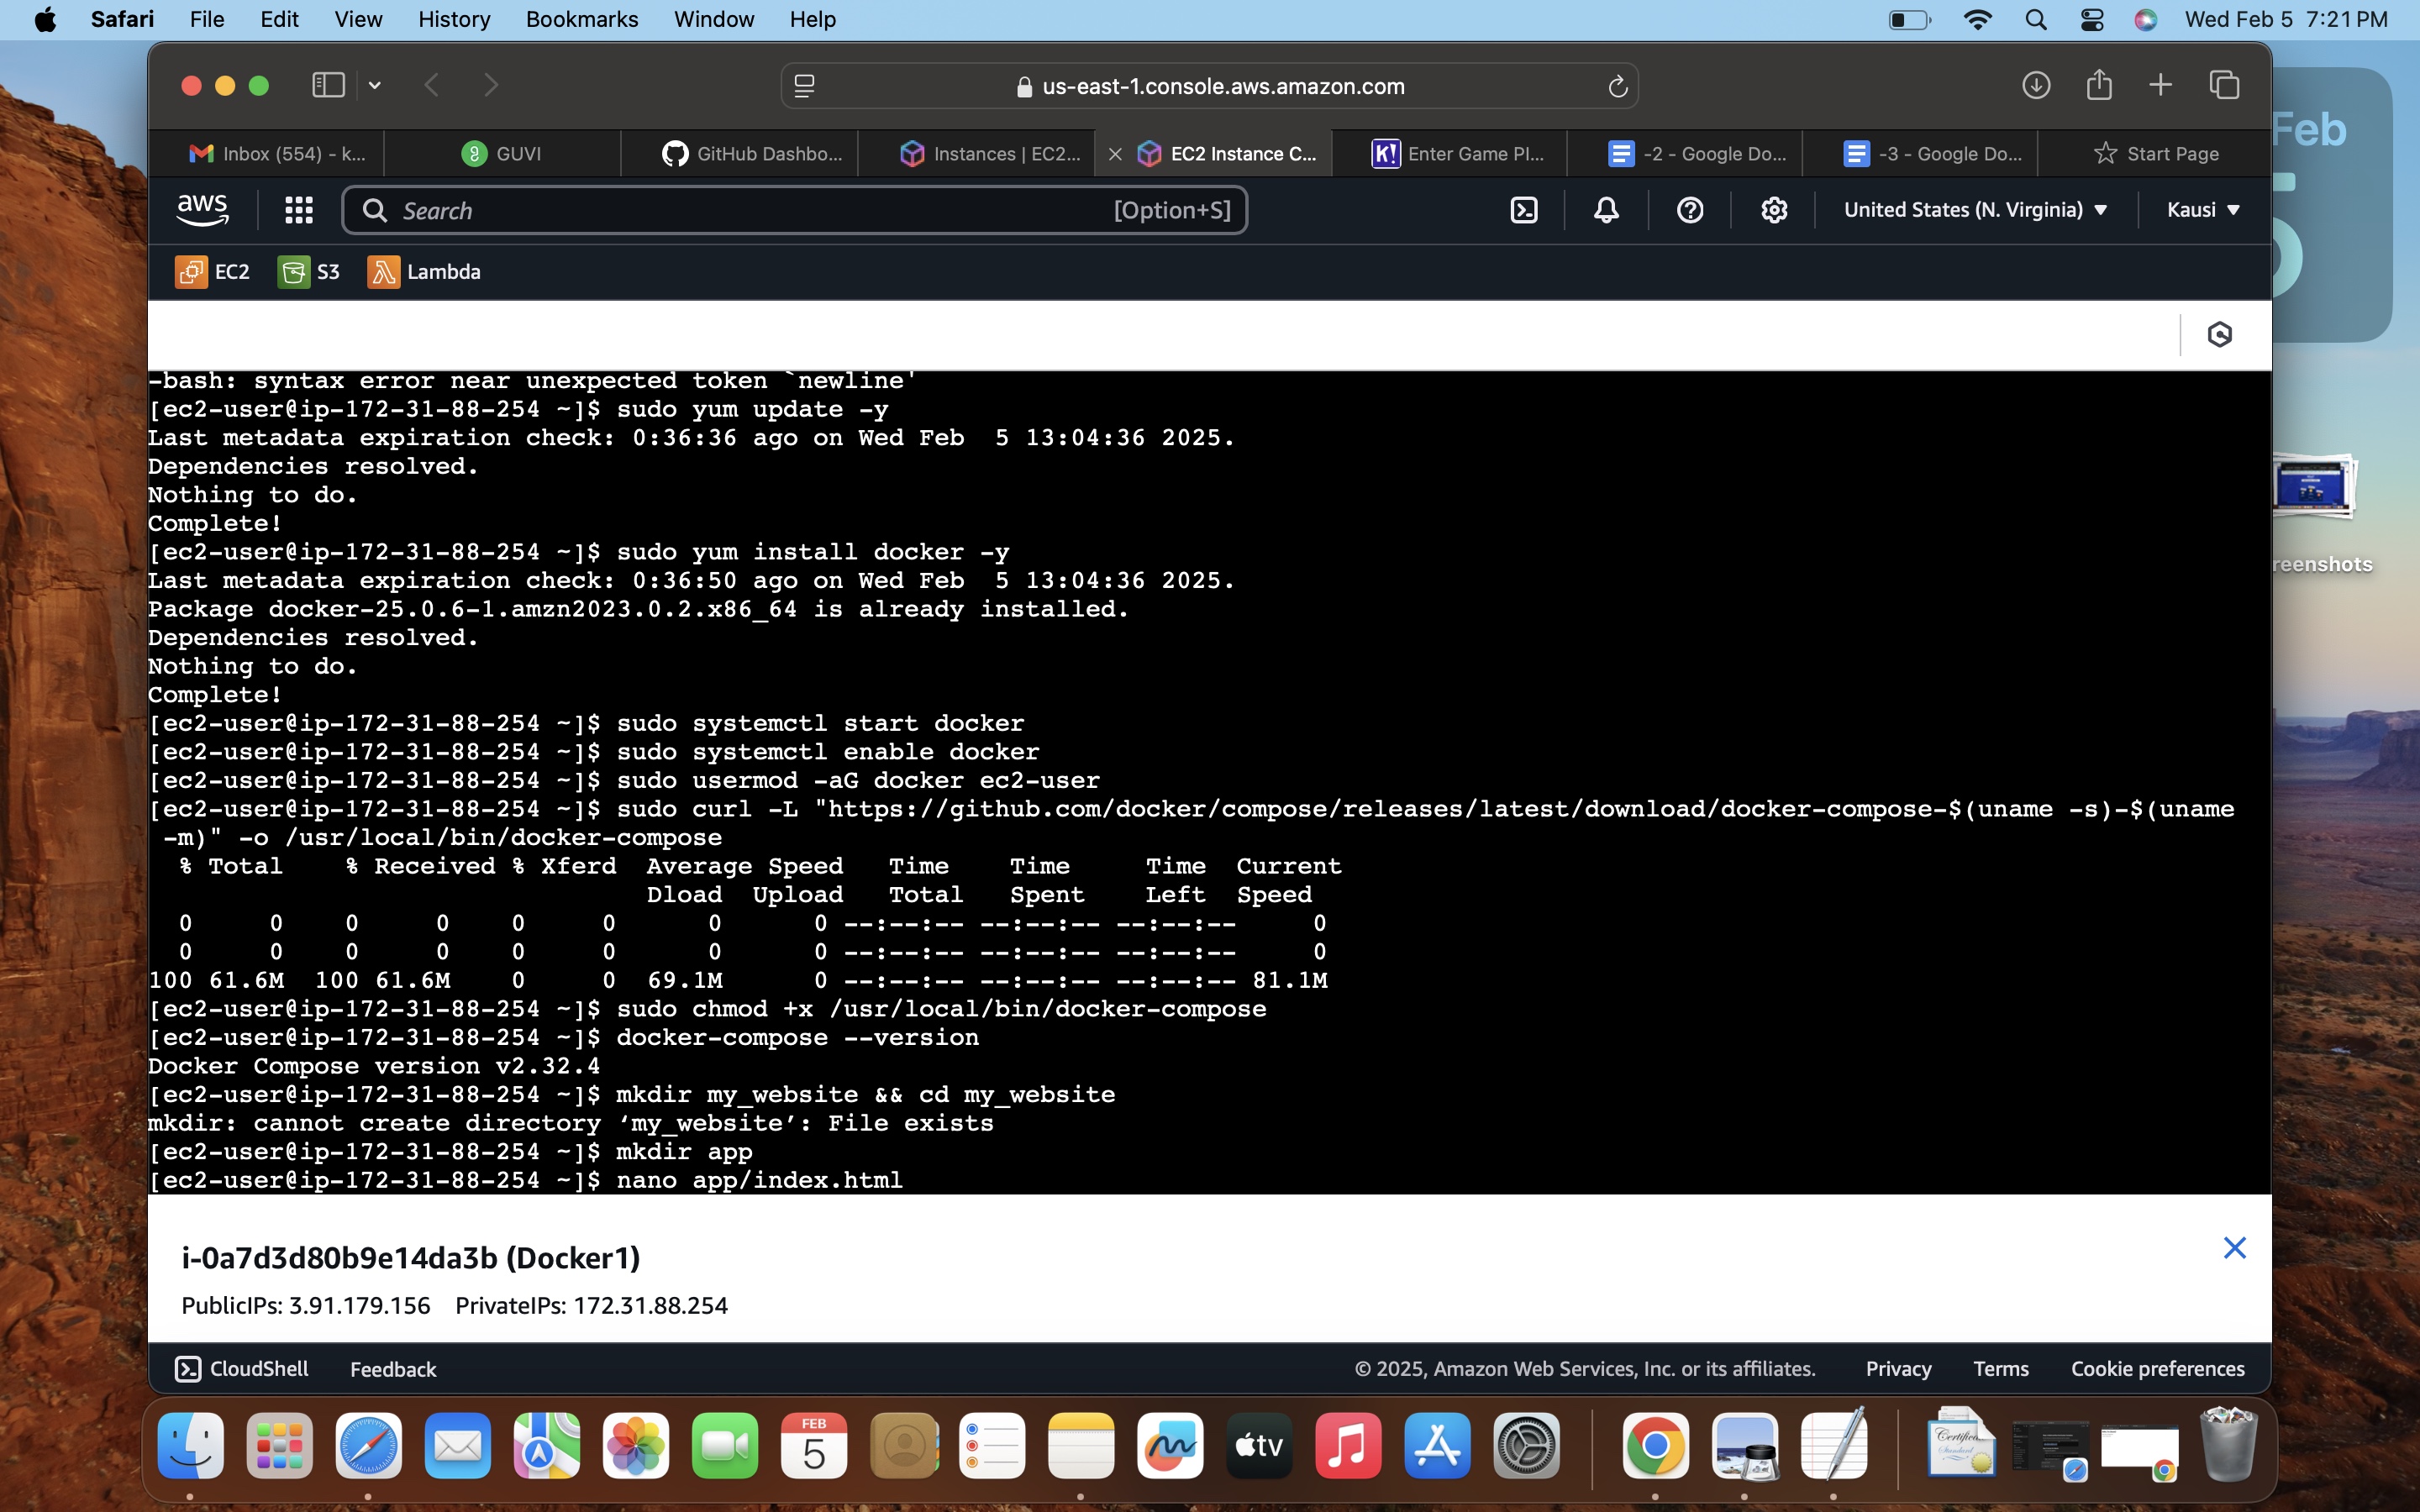 Safari File Edit View History Bookmarks Window Help Wed Feb 5 7:21 PM
us-east-1.console.aws.amazon.com
Feb
Inbox (554) - k... GUVI GitHub Dashbo... Instances | EC2... EC2 Instance C... K! Enter Game Pl... -2 - Google Do... -3 - Google Do... Start Page
aws Search [Option+S] United States (N. Virginia) Kausi
EC2 S3 Lambda
-bash: syntax error near unexpected token `newline'
[ec2-user@ip-172-31-88-254 ~]$ sudo yum update -y
Last metadata expiration check: 0:36:36 ago on Wed Feb  5 13:04:36 2025.
Dependencies resolved.
Nothing to do.
Complete!
[ec2-user@ip-172-31-88-254 ~]$ sudo yum install docker -y
Last metadata expiration check: 0:36:50 ago on Wed Feb  5 13:04:36 2025.
Package docker-25.0.6-1.amzn2023.0.2.x86_64 is already installed.
Dependencies resolved.
Nothing to do.
Complete!
[ec2-user@ip-172-31-88-254 ~]$ sudo systemctl start docker
[ec2-user@ip-172-31-88-254 ~]$ sudo systemctl enable docker
[ec2-user@ip-172-31-88-254 ~]$ sudo usermod -aG docker ec2-user
[ec2-user@ip-172-31-88-254 ~]$ sudo curl -L "https://github.com/docker/compose/releases/latest/download/docker-compose-$(uname -s)-$(uname
-m)" -o /usr/local/bin/docker-compose
% Total % Received % Xferd Average Speed Time Time Time Current
Dload Upload Total Spent Left Speed
0 0 0 0 0 0 0 0 --:--:-- --:--:-- --:--:-- 0
0 0 0 0 0 0 0 0 --:--:-- --:--:-- --:--:-- 0
100 61.6M 100 61.6M 0 0 69.1M 0 --:--:-- --:--:-- --:--:-- 81.1M
[ec2-user@ip-172-31-88-254 ~]$ sudo chmod +x /usr/local/bin/docker-compose
[ec2-user@ip-172-31-88-254 ~]$ docker-compose --version
Docker Compose version v2.32.4
[ec2-user@ip-172-31-88-254 ~]$ mkdir my_website && cd my_website
mkdir: cannot create directory ‘my_website’: File exists
[ec2-user@ip-172-31-88-254 ~]$ mkdir app
[ec2-user@ip-172-31-88-254 ~]$ nano app/index.html
reenshots
i-0a7d3d80b9e14da3b (Docker1)
PublicIPs: 3.91.179.156 PrivateIPs: 172.31.88.254
CloudShell Feedback © 2025, Amazon Web Services, Inc. or its affiliates. Privacy Terms Cookie preferences
FEB
5
tv